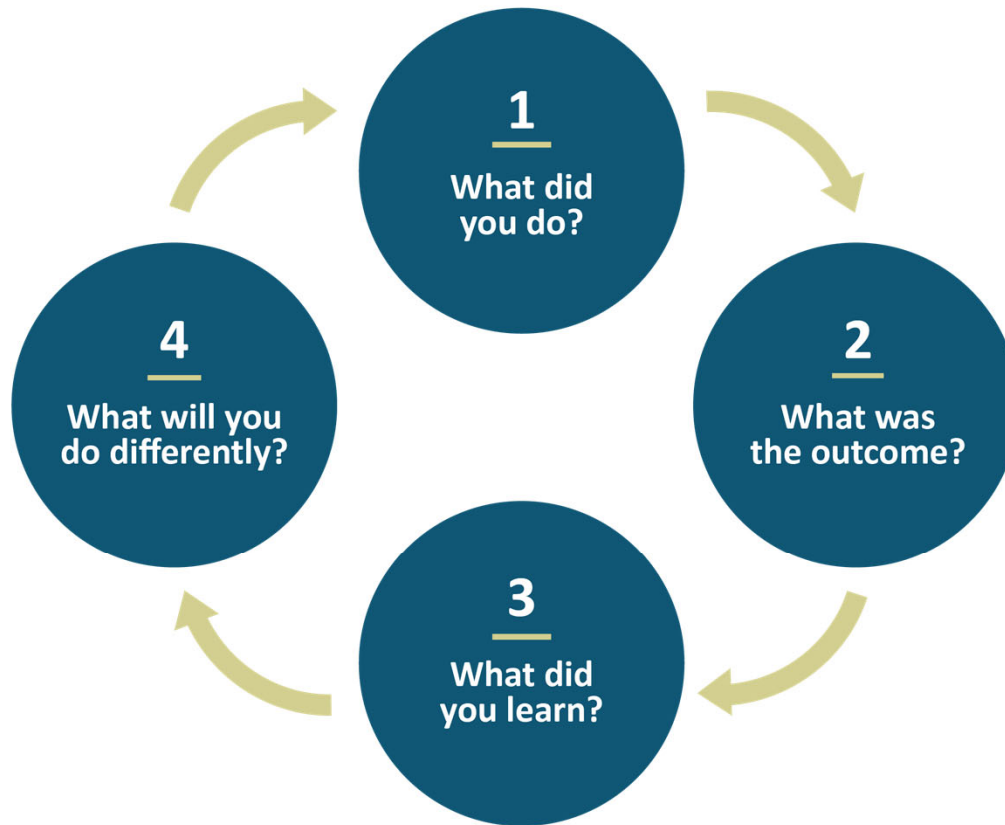 1
What did
you do?
2
What was
the outcome?
3
What did
you learn?
4
What will you
do differently?